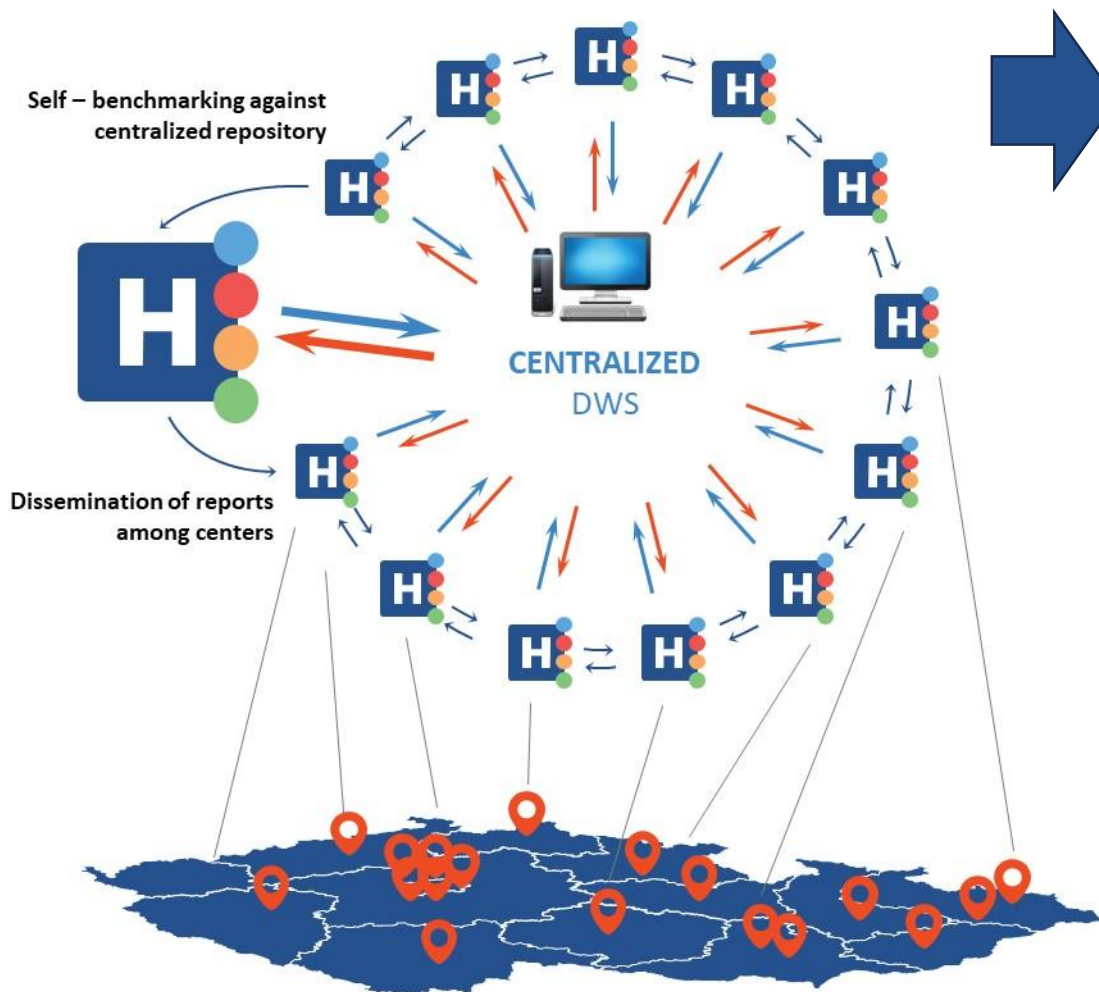 H
H
H
Self – benchmarking against
centralized repository
H
H
H
H
H
CENTRALIZED
DWS
H
H
Dissemination of reports
among centers
H
H
H
H